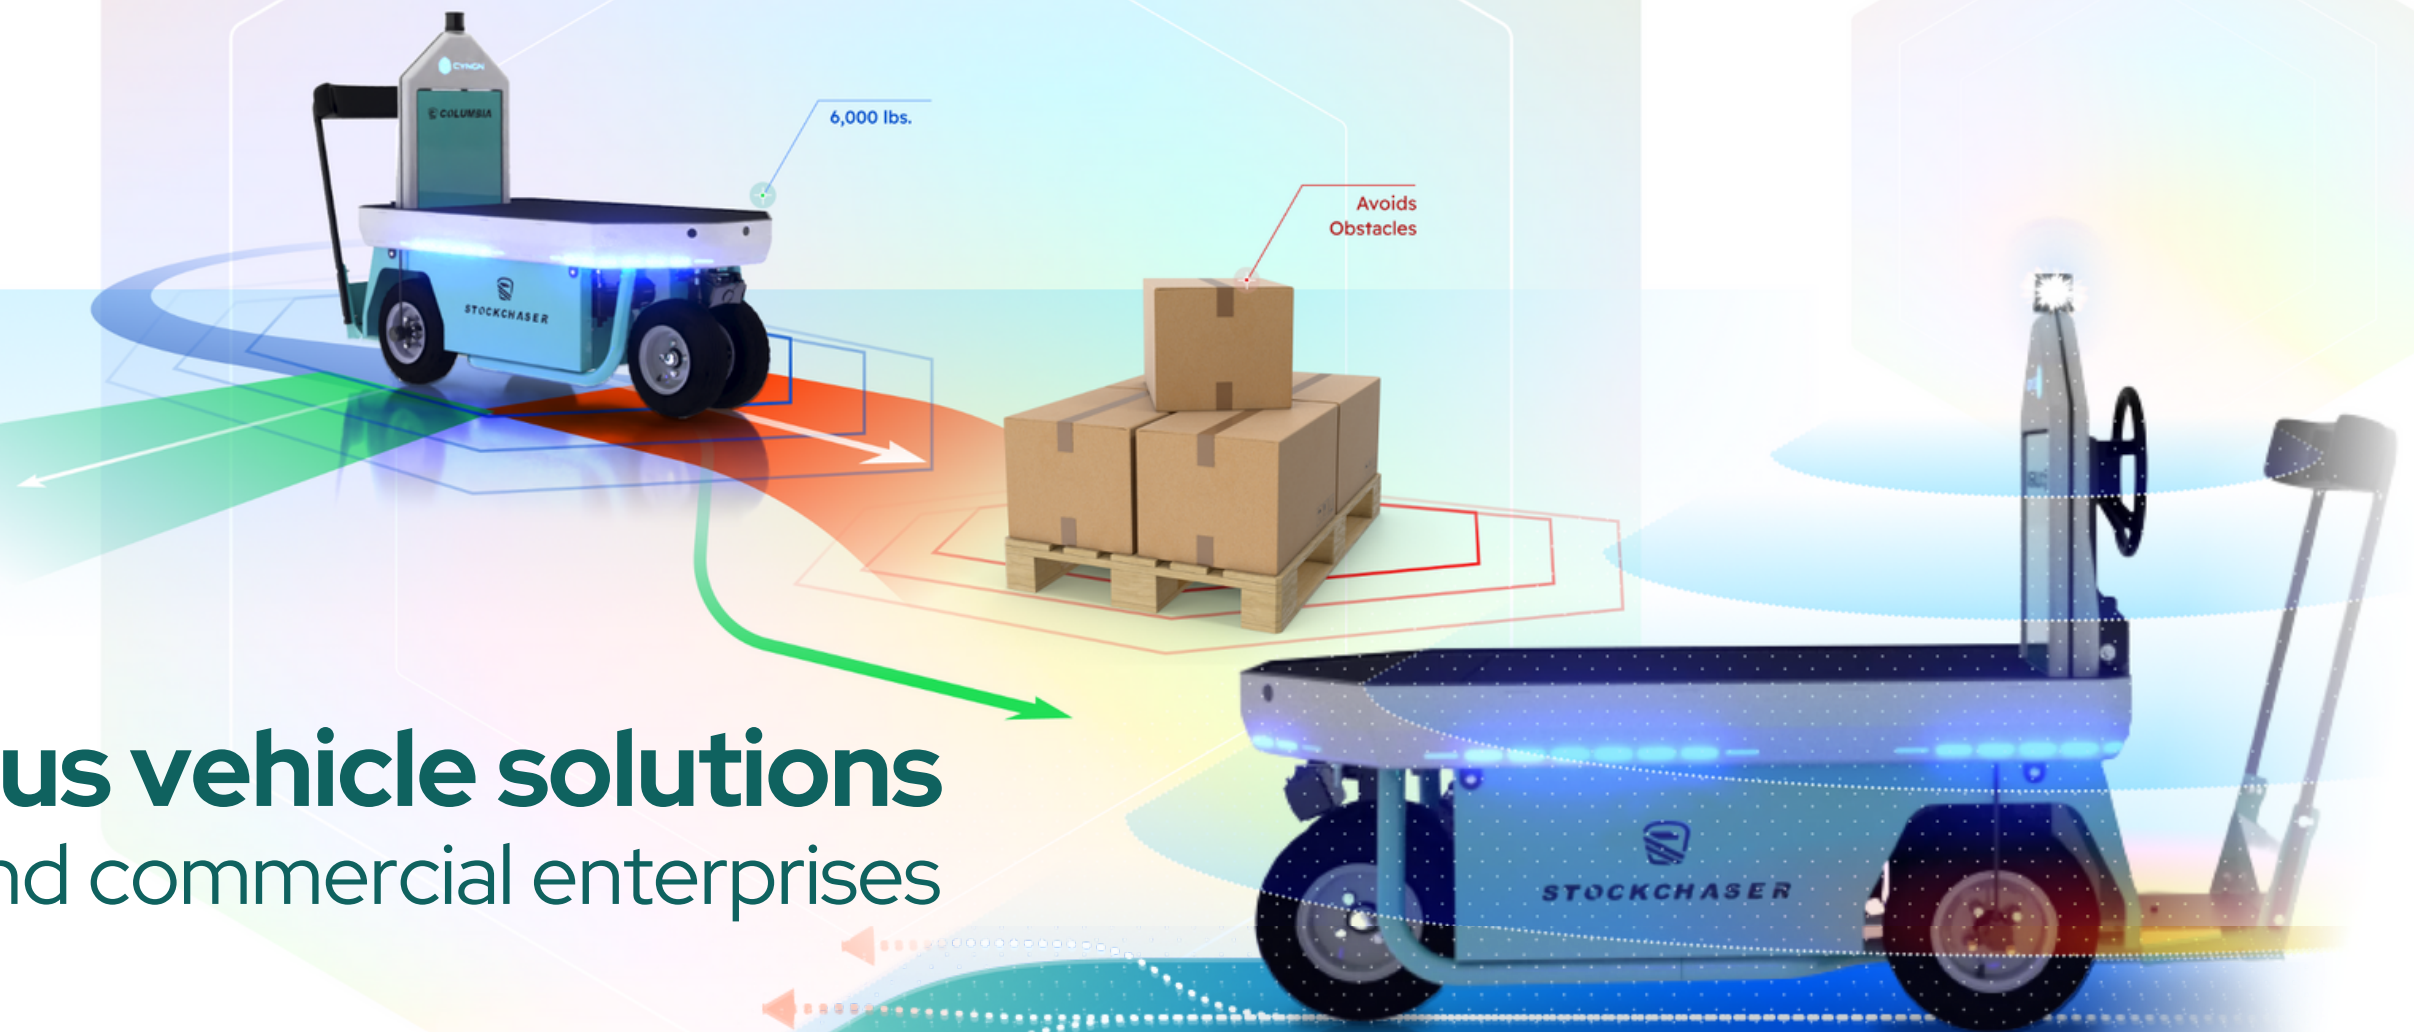 CYNGN
COLUMBIA
6,000 lbs.
Avoids
Obstacles
STOCKCHASER
us vehicle solutions
nd commercial enterprises
STOCKCHASER